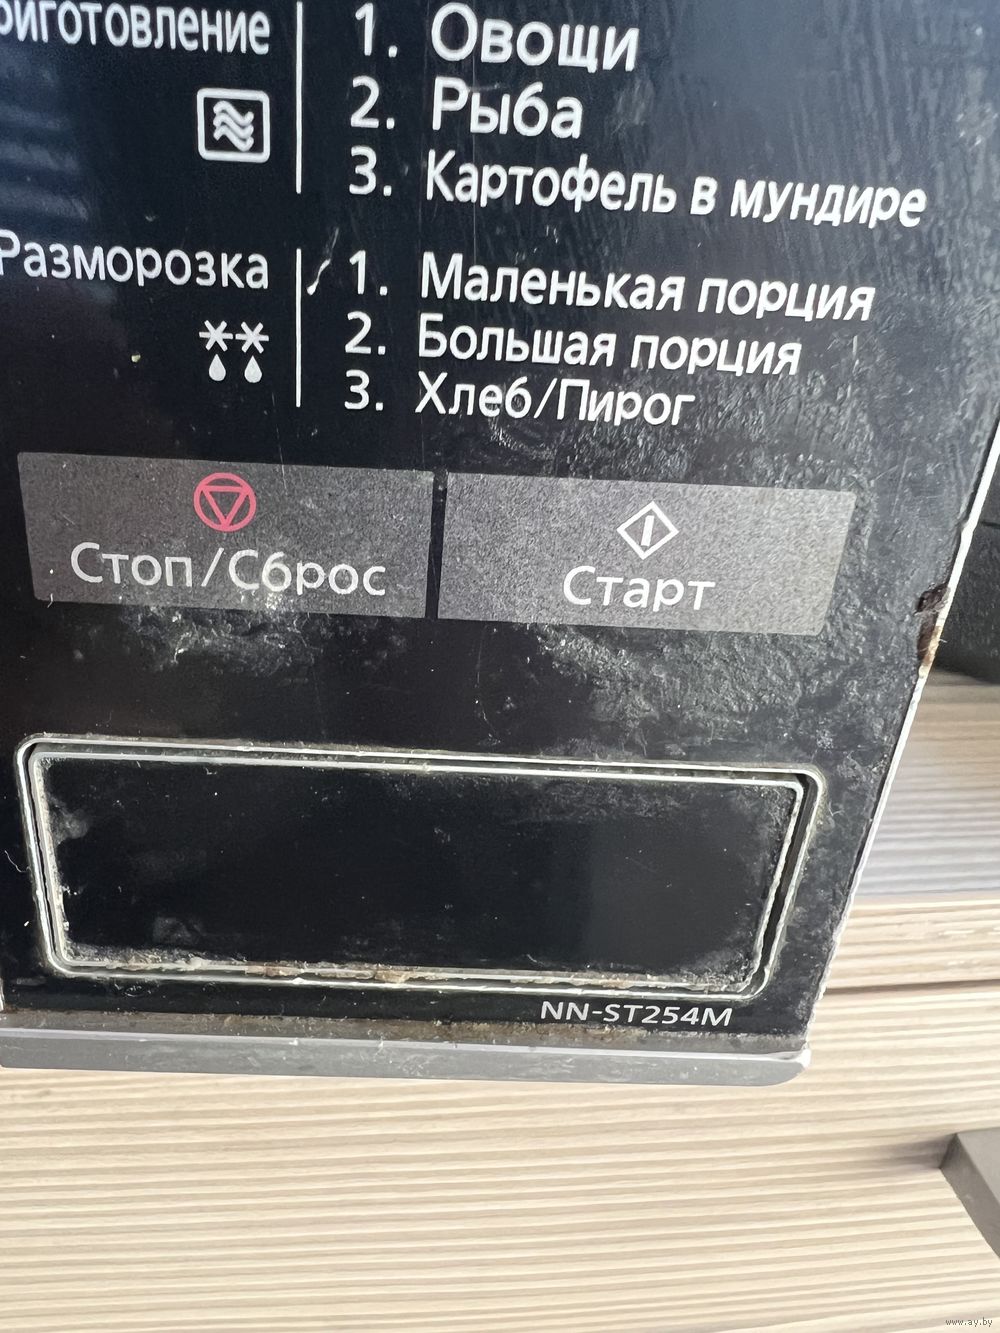 1. Овощи
2. Рыба
3. Картофель в мундире
Разморозка
1. Маленькая порция
2. Большая порция
3. Хлеб/Пирог
Стоп/Сброс
Старт
NN-ST254M
www.ay.by